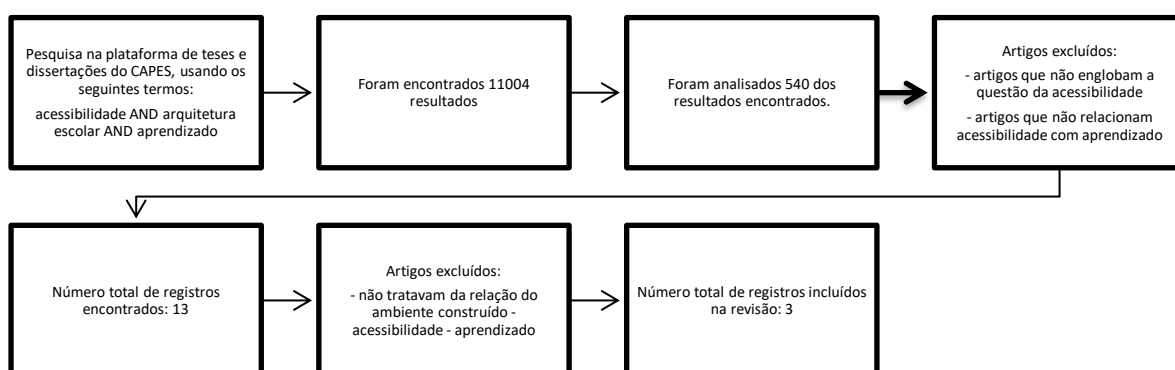 Pesquisa na plataforma de teses e
dissertações do CAPES, usando os
seguintes termos:
acessibilidade AND arquitetura
escolar AND aprendizado
Foram encontrados 11004
resultados
Foram analisados 540 dos
resultados encontrados.
Artigos excluídos:
- artigos que não englobam a
questão da acessibilidade
- artigos que não relacionam
acessibilidade com aprendizado
Número total de registros
encontrados: 13
Artigos excluídos:
- não tratavam da relação do
ambiente construído -
acessibilidade - aprendizado
Número total de registros incluídos
na revisão: 3